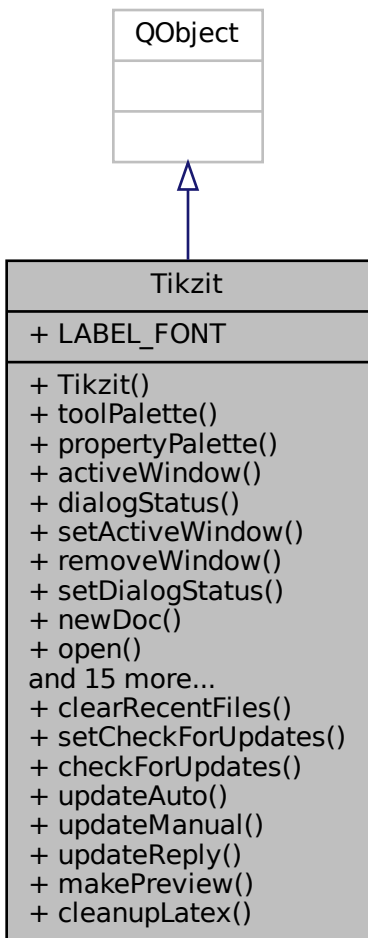 QObject
Tikzit
+ LABEL_FONT
+ Tikzit()
+ toolPalette()
+ propertyPalette()
+ activeWindow()
+ dialogStatus()
+ setActiveWindow()
+ removeWindow()
+ setDialogStatus()
+ newDoc()
+ open()
and 15 more...
+ clearRecentFiles()
+ setCheckForUpdates()
+ checkForUpdates()
+ updateAuto()
+ updateManual()
+ updateReply()
+ makePreview()
+ cleanupLatex()